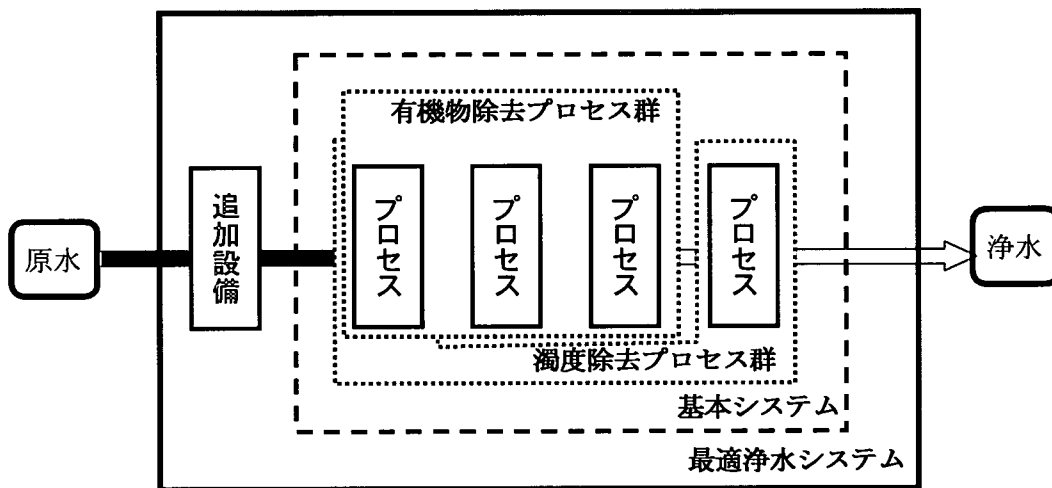 有機物除去プロセス群
原水
追加設備
プロセス
プロセス
プロセス
プロセス
浄水
濁度除去プロセス群
基本システム
最適浄水システム